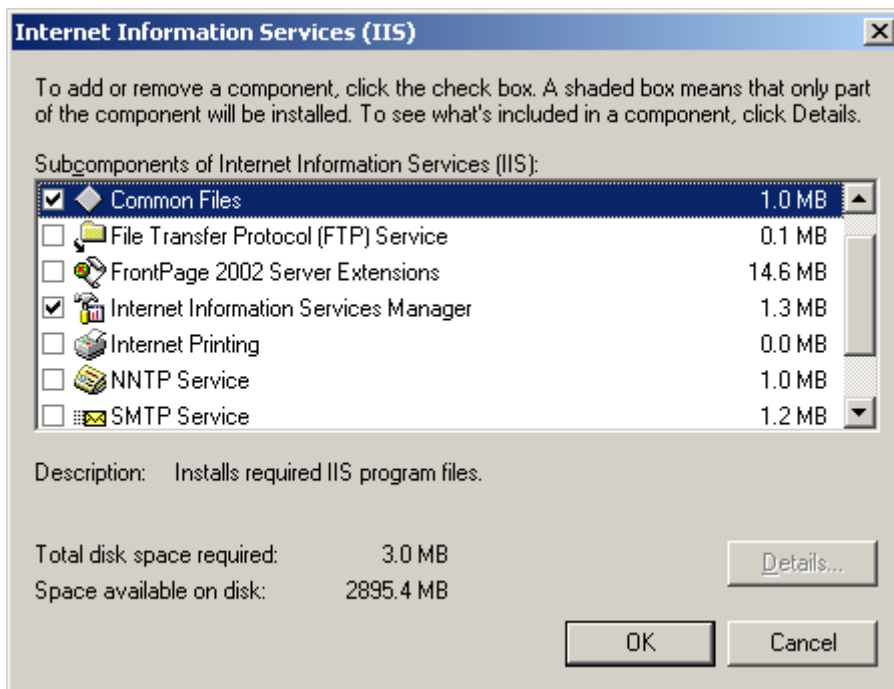 Internet Information Services (IIS)
To add or remove a component, click the check box. A shaded box means that only part
of the component will be installed. To see what's included in a component, click Details.
Subcomponents of Internet Information Services (IIS):
Common Files 1.0 MB
File Transfer Protocol (FTP) Service 0.1 MB
FrontPage 2002 Server Extensions 14.6 MB
Internet Information Services Manager 1.3 MB
Internet Printing 0.0 MB
NNTP Service 1.0 MB
SMTP Service 1.2 MB
Description: Installs required IIS program files.
Total disk space required: 3.0 MB
Space available on disk: 2895.4 MB
Details...
OK Cancel